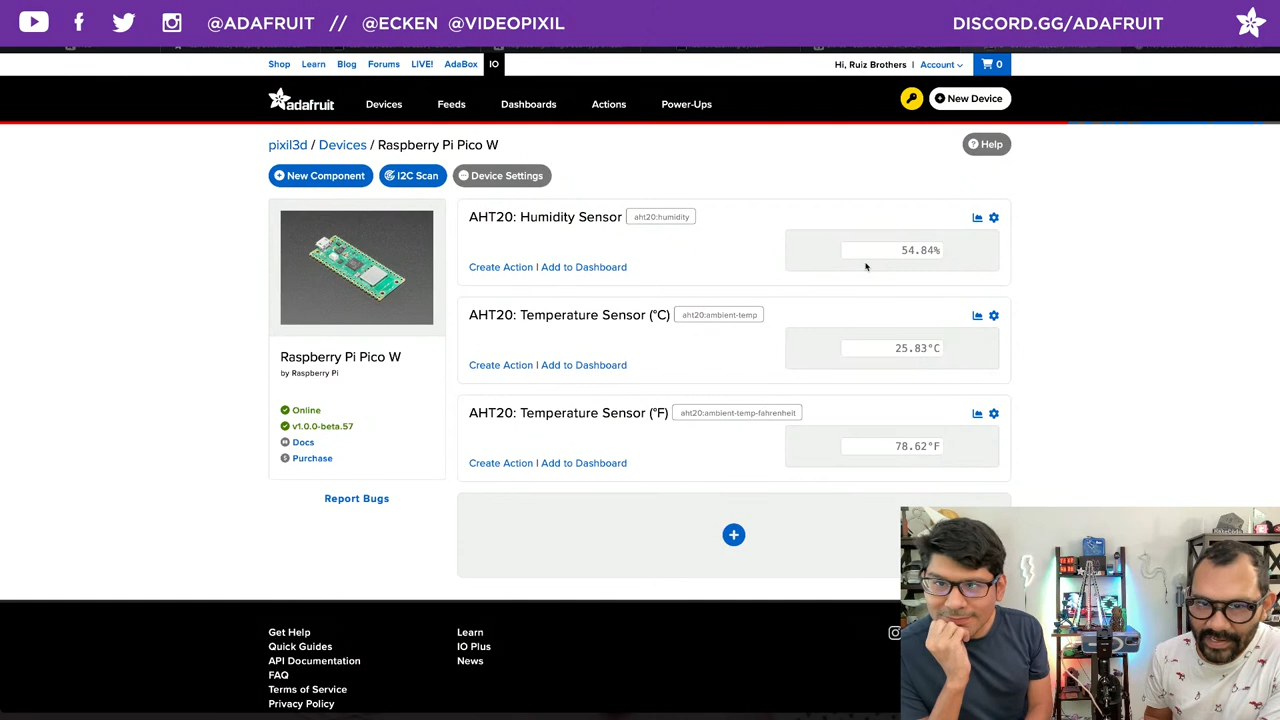 @ADAFRUIT // @ECKEN @VIDEOPIXIL
DISCORD.GG/ADAFRUIT
Shop Learn Blog Forums LIVE! AdaBox IO
Hi, Ruiz Brothers | Account 0
adafruit Devices Feeds Dashboards Actions Power-Ups New Device
pixil3d / Devices / Raspberry Pi Pico W
Help
New Component I2C Scan Device Settings
AHT20: Humidity Sensor aht20:humidity
54.84%
Create Action | Add to Dashboard
AHT20: Temperature Sensor (°C) aht20:ambient-temp
25.83°C
Create Action | Add to Dashboard
AHT20: Temperature Sensor (°F) aht20:ambient-temp-fahrenheit
78.62°F
Create Action | Add to Dashboard
Raspberry Pi Pico W
by Raspberry Pi
Online
v1.0.0-beta.57
Docs
Purchase
Report Bugs
Get Help
Quick Guides
API Documentation
FAQ
Terms of Service
Privacy Policy
Learn
IO Plus
News